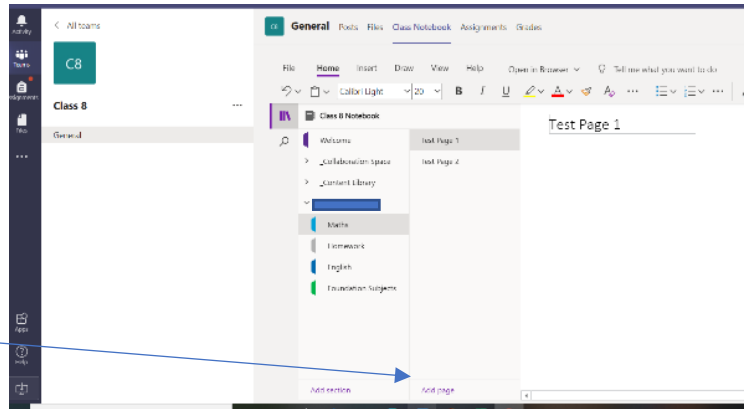 Activity
< All teams
General Posts Files Class Notebook Assignments Grades
Teams
C8
File Home Insert Draw View Help Open in Browser Tell me what you want to do
Assignments
Calibri Light 20 B I U
Class 8 ...
Class 8 Notebook
Files
General
Welcome
Test Page 1
Test Page 1
> _Collaboration Space
Test Page 2
> _Content Library
Maths
Homework
English
Foundation Subjects
Apps
Help
Add section
Add page